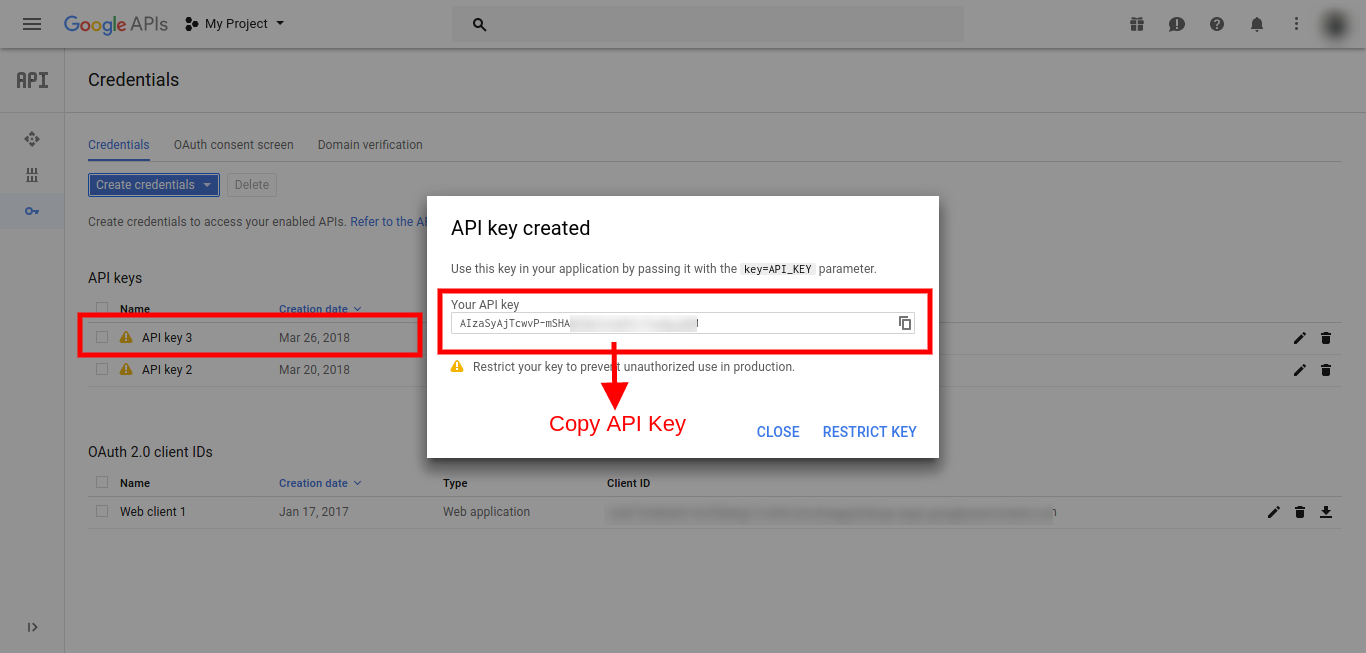 Google APIs My Project
API Credentials
Credentials OAuth consent screen Domain verification
Create credentials Delete
Create credentials to access your enabled APIs. Refer to the
API keys
Name Creation date
API key 3 Mar 26, 2018
API key 2 Mar 20, 2018
API key created
Use this key in your application by passing it with the key=API_KEY parameter.
Your API key
AIzaSyAjTcwvP-mSHA
Restrict your key to prevent unauthorized use in production.
Copy API Key
CLOSE RESTRICT KEY
OAuth 2.0 client IDs
Name Creation date Type Client ID
Web client 1 Jan 17, 2017 Web application